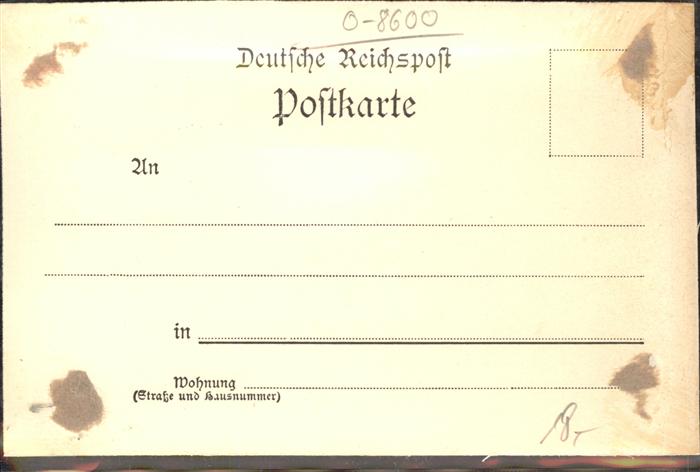 0-8600
Deutsche Reichspost
Postkarte
An
in
Wohnung
(Straße und Hausnummer)